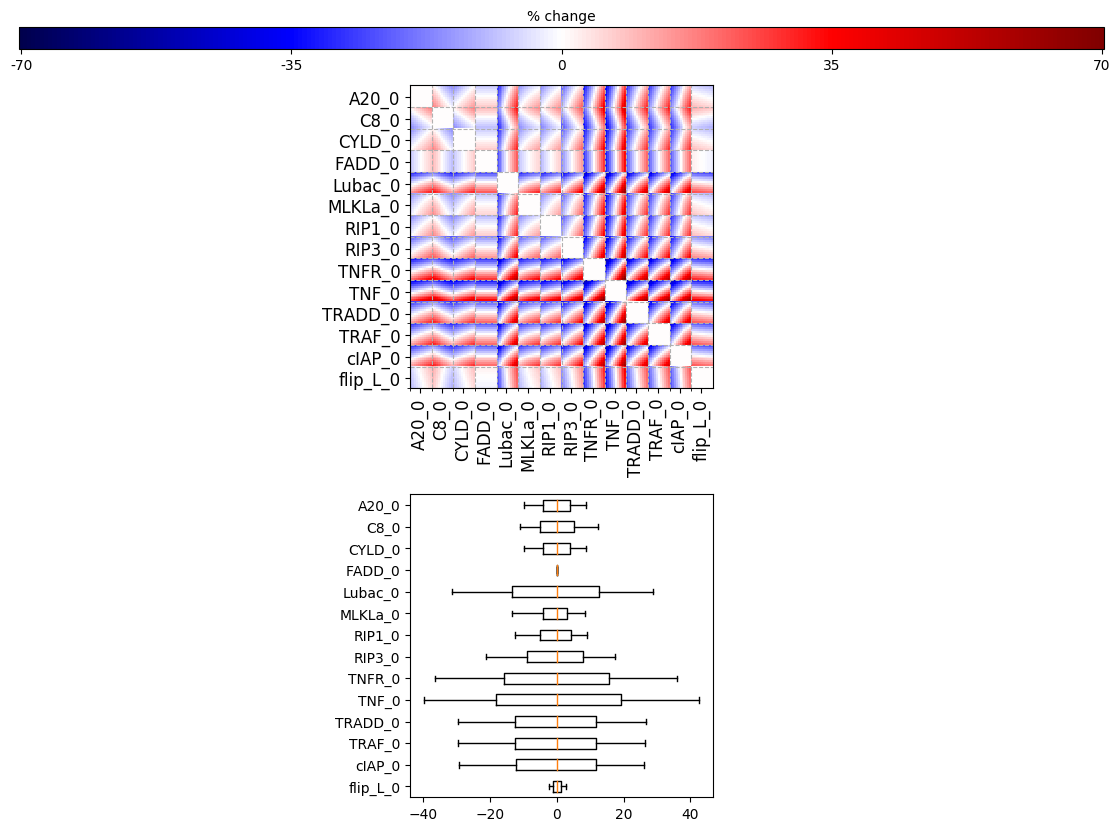 % change
-70 -35 0 35 70
A20_0
C8_0
CYLD_0
FADD_0
Lubac_0
MLKLa_0
RIP1_0
RIP3_0
TNFR_0
TNF_0
TRADD_0
TRAF_0
cIAP_0
flip_L_0
A20_0
C8_0
CYLD_0
FADD_0
Lubac_0
MLKLa_0
RIP1_0
RIP3_0
TNFR_0
TNF_0
TRADD_0
TRAF_0
cIAP_0
flip_L_0
A20_0
C8_0
CYLD_0
FADD_0
Lubac_0
MLKLa_0
RIP1_0
RIP3_0
TNFR_0
TNF_0
TRADD_0
TRAF_0
cIAP_0
flip_L_0
−40 −20 0 20 40